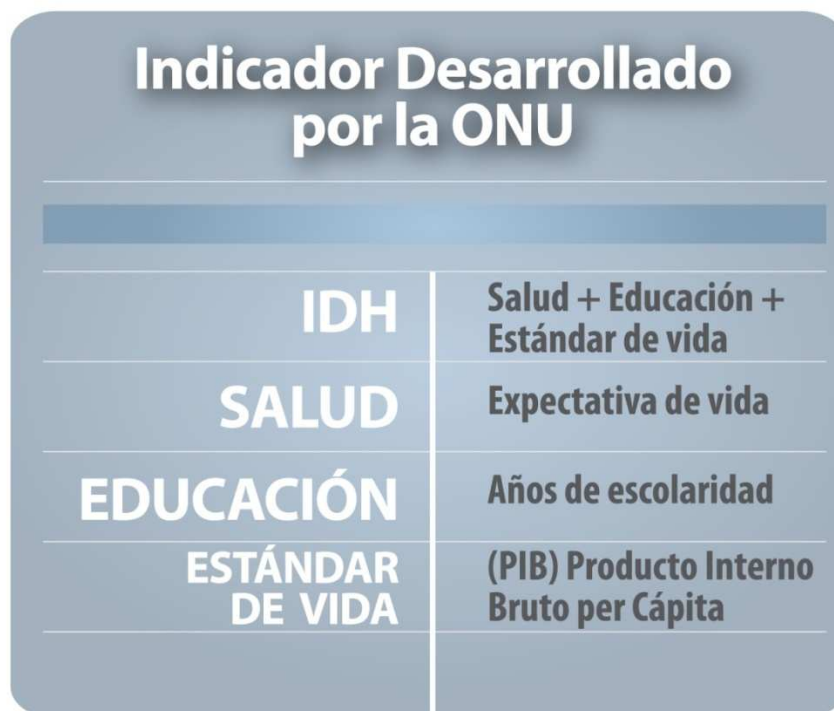 Indicador Desarrollado
por la ONU
IDH
Salud + Educación +
Estándar de vida
SALUD
Expectativa de vida
EDUCACIÓN
Años de escolaridad
ESTÁNDAR
DE VIDA
(PIB) Producto Interno
Bruto per Cápita